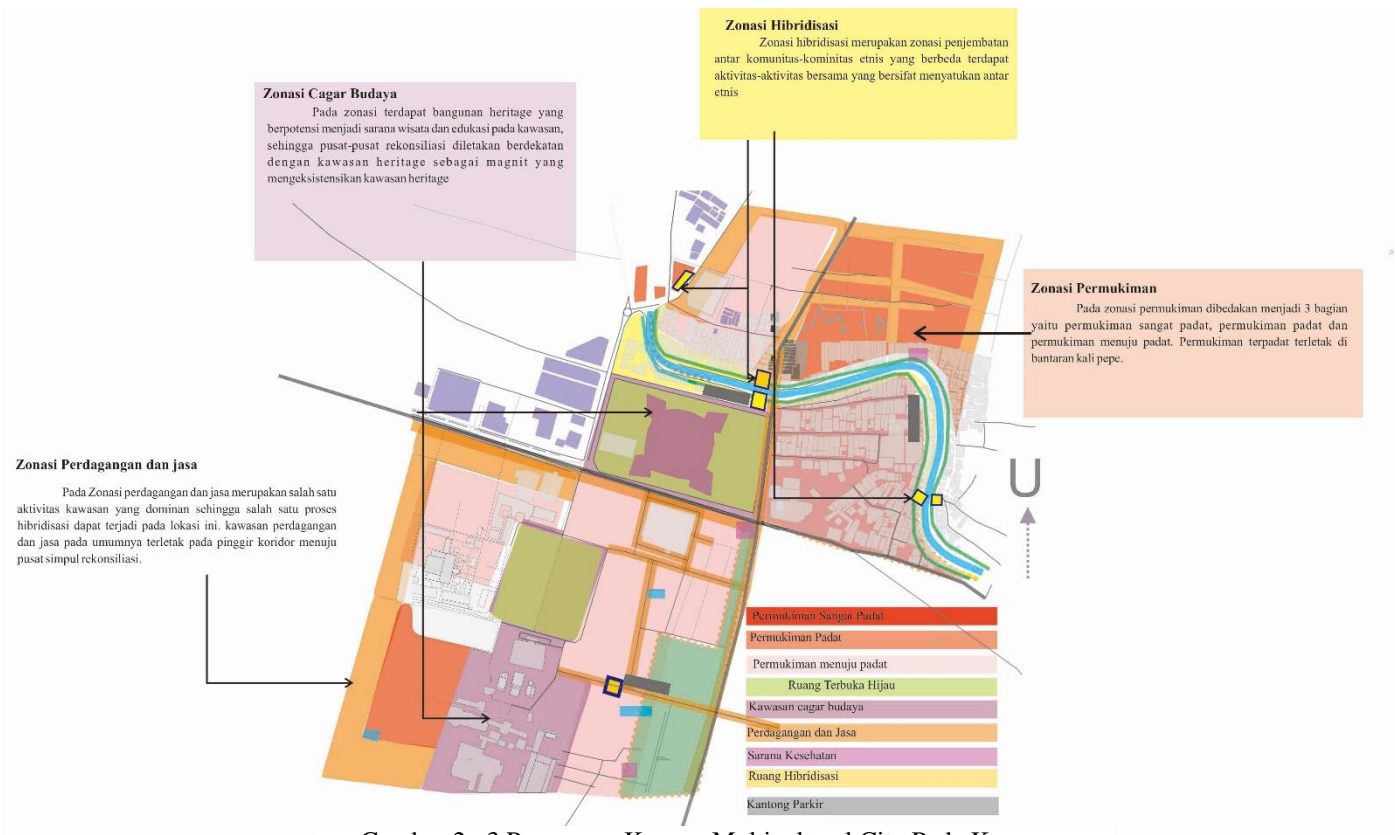 Zonasi Hibridisasi
Zonasi hibridisasi merupakan zonasi penjembatan
antar komunitas-kominitas etnis yang berbeda terdapat
aktivitas-aktivitas bersama yang bersifat menyatukan antar
etnis
Zonasi Cagar Budaya
Pada zonasi terdapat bangunan heritage yang
berpotensi menjadi sarana wisata dan edukasi pada kawasan,
sehingga pusat-pusat rekonsiliasi diletakan berdekatan
dengan kawasan heritage sebagai magnit yang
mengeksistensikan kawasan heritage
Zonasi Permukiman
Pada zonasi permukiman dibedakan menjadi 3 bagian
yaitu permukiman sangat padat, permukiman padat dan
permukiman menuju padat. Permukiman terpadat terletak di
bantaran kali pepe.
Zonasi Perdagangan dan jasa
Pada Zonasi perdagangan dan jasa merupakan salah satu
aktivitas kawasan yang dominan sehingga salah satu proses
hibridisasi dapat terjadi pada lokasi ini. kawasan perdagangan
dan jasa pada umumnya terletak pada pinggir koridor menuju
pusat simpul rekonsiliasi.
U
Permukiman Sangat Padat
Permukiman Padat
Permukiman menuju padat
Ruang Terbuka Hijau
Kawasan cagar budaya
Perdagangan dan Jasa
Sarana Kesehatan
Ruang Hibridisasi
Kantong Parkir